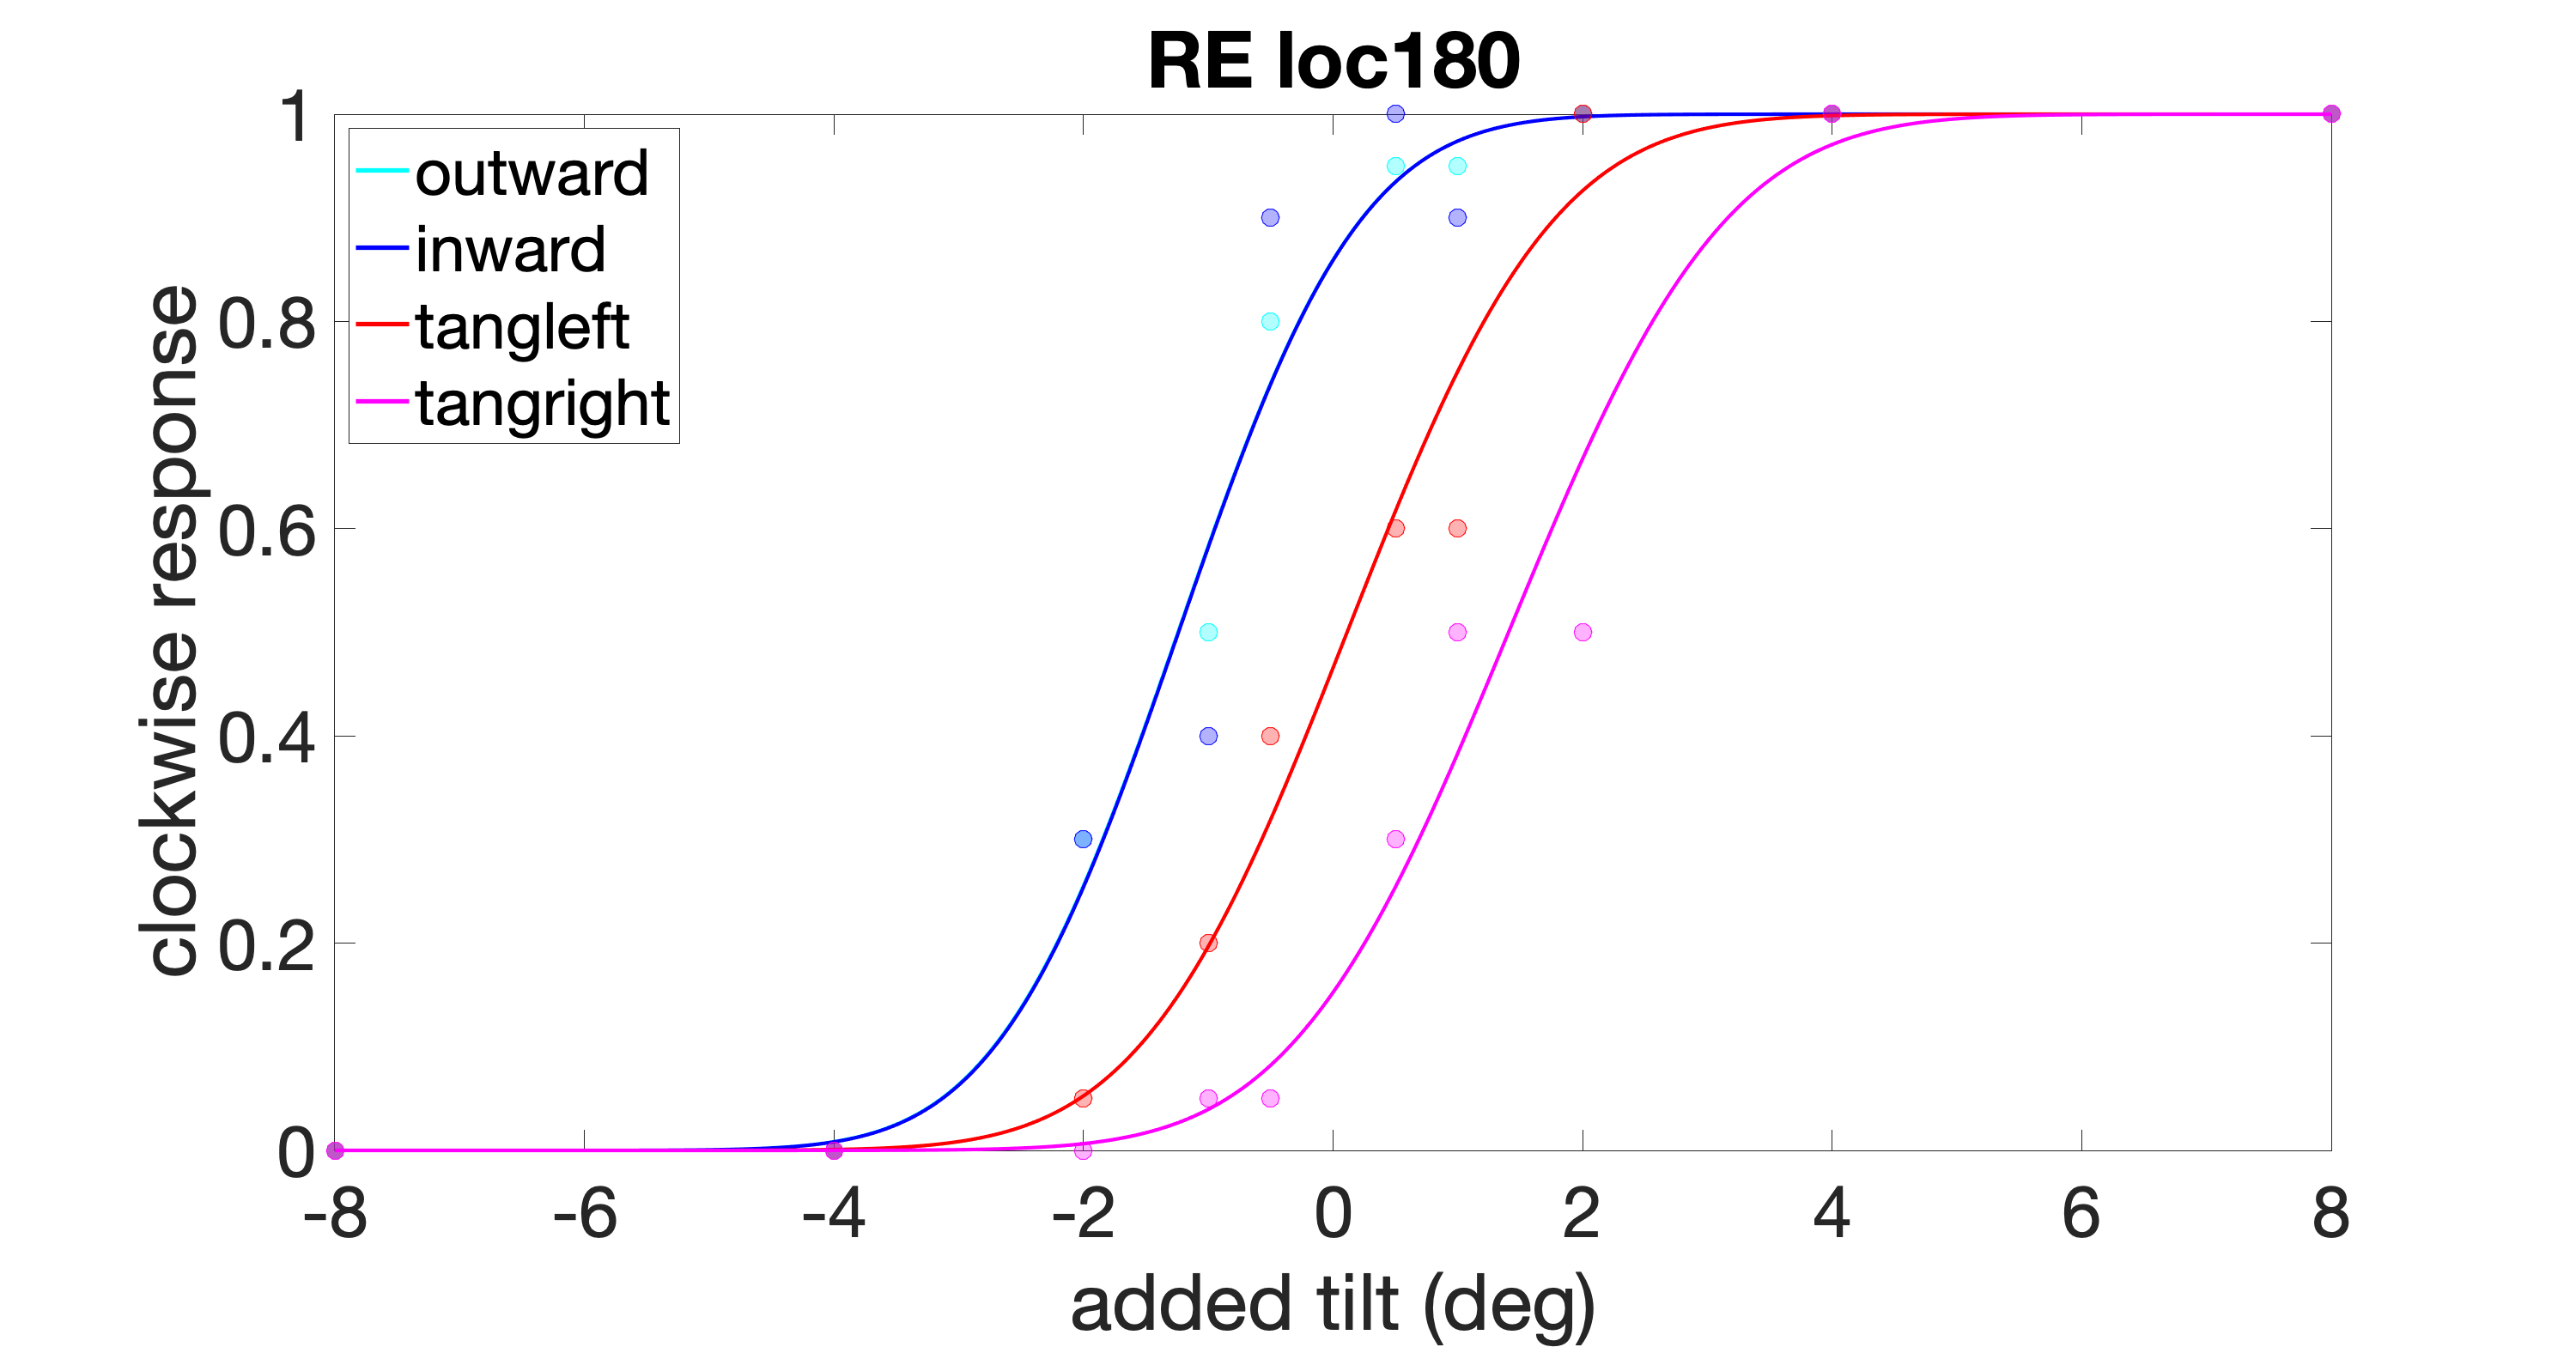 RE loc180
1
0.8
0.6
0.4
0.2
0
clockwise response
outward
inward
tangleft
tangright
-8 -6 -4 -2 0 2 4 6 8
added tilt (deg)